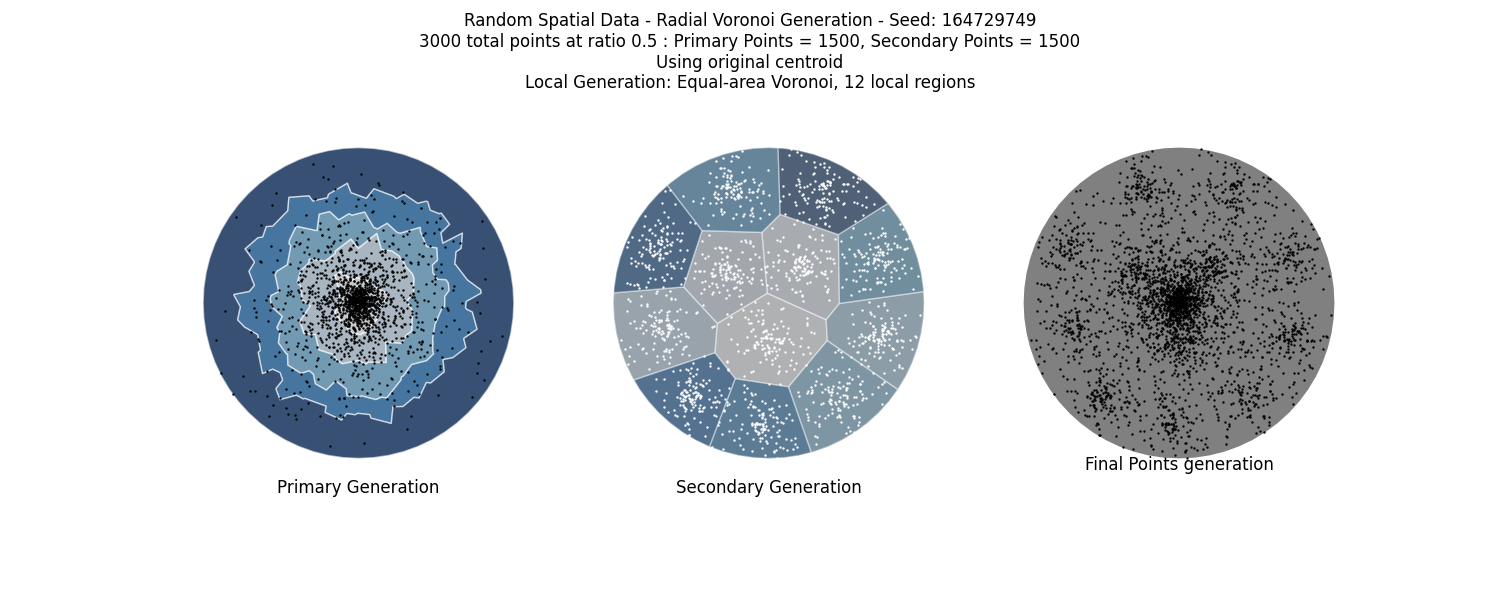 Random Spatial Data - Radial Voronoi Generation - Seed: 164729749
3000 total points at ratio 0.5 : Primary Points = 1500, Secondary Points = 1500
Using original centroid
Local Generation: Equal-area Voronoi, 12 local regions
Final Points generation
Primary Generation
Secondary Generation